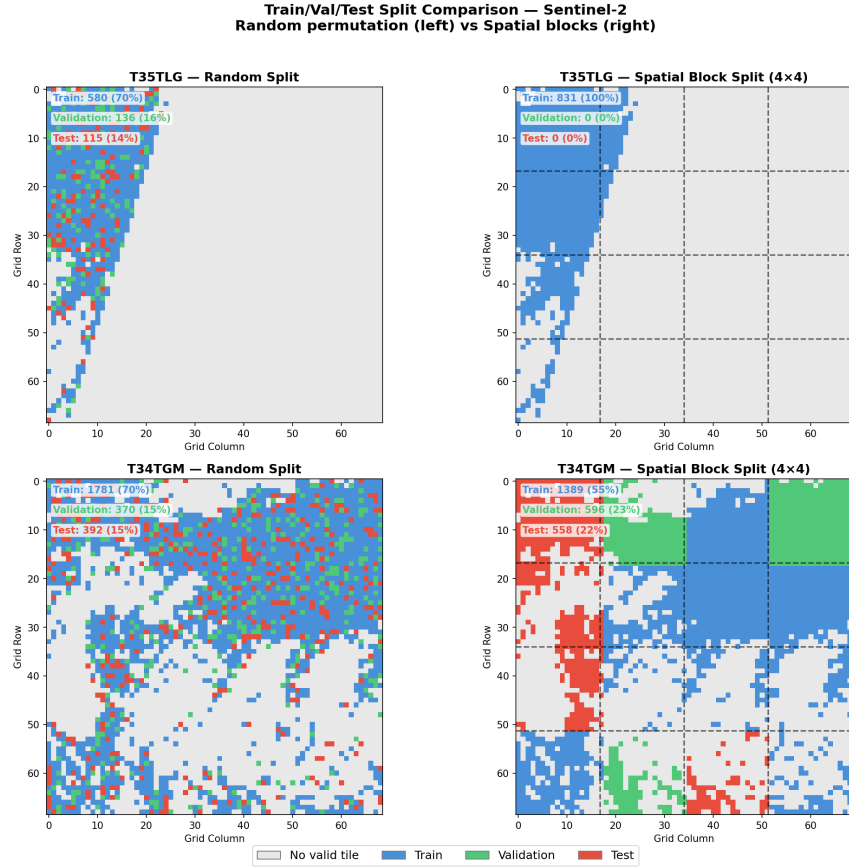 Train/Val/Test Split Comparison — Sentinel-2
Random permutation (left) vs Spatial blocks (right)
T35TLG — Random Split
Train: 580 (70%)
Validation: 136 (16%)
Test: 115 (14%)
0
10
20
30
40
50
60
Grid Row
0 10 20 30 40 50 60
Grid Column
T35TLG — Spatial Block Split (4×4)
Train: 831 (100%)
Validation: 0 (0%)
Test: 0 (0%)
0
10
20
30
40
50
60
Grid Row
0 10 20 30 40 50 60
Grid Column
T34TGM — Random Split
Train: 1781 (70%)
Validation: 370 (15%)
Test: 392 (15%)
0
10
20
30
40
50
60
Grid Row
0 10 20 30 40 50 60
Grid Column
T34TGM — Spatial Block Split (4×4)
Train: 1389 (55%)
Validation: 596 (23%)
Test: 558 (22%)
0
10
20
30
40
50
60
Grid Row
0 10 20 30 40 50 60
Grid Column
No valid tile Train Validation Test